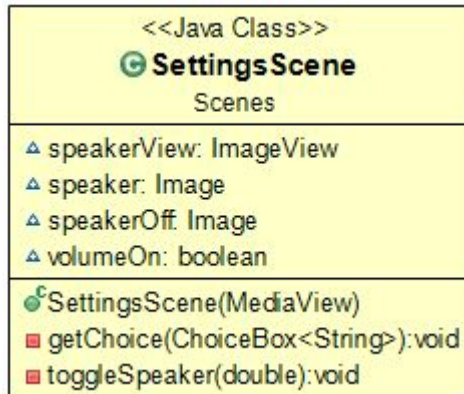 <<Java Class>>
SettingsScene
Scenes
speakerView: ImageView
speaker: Image
speakerOff: Image
volumeOn: boolean
SettingsScene(MediaView)
getChoice(ChoiceBox<String>):void
toggleSpeaker(double):void